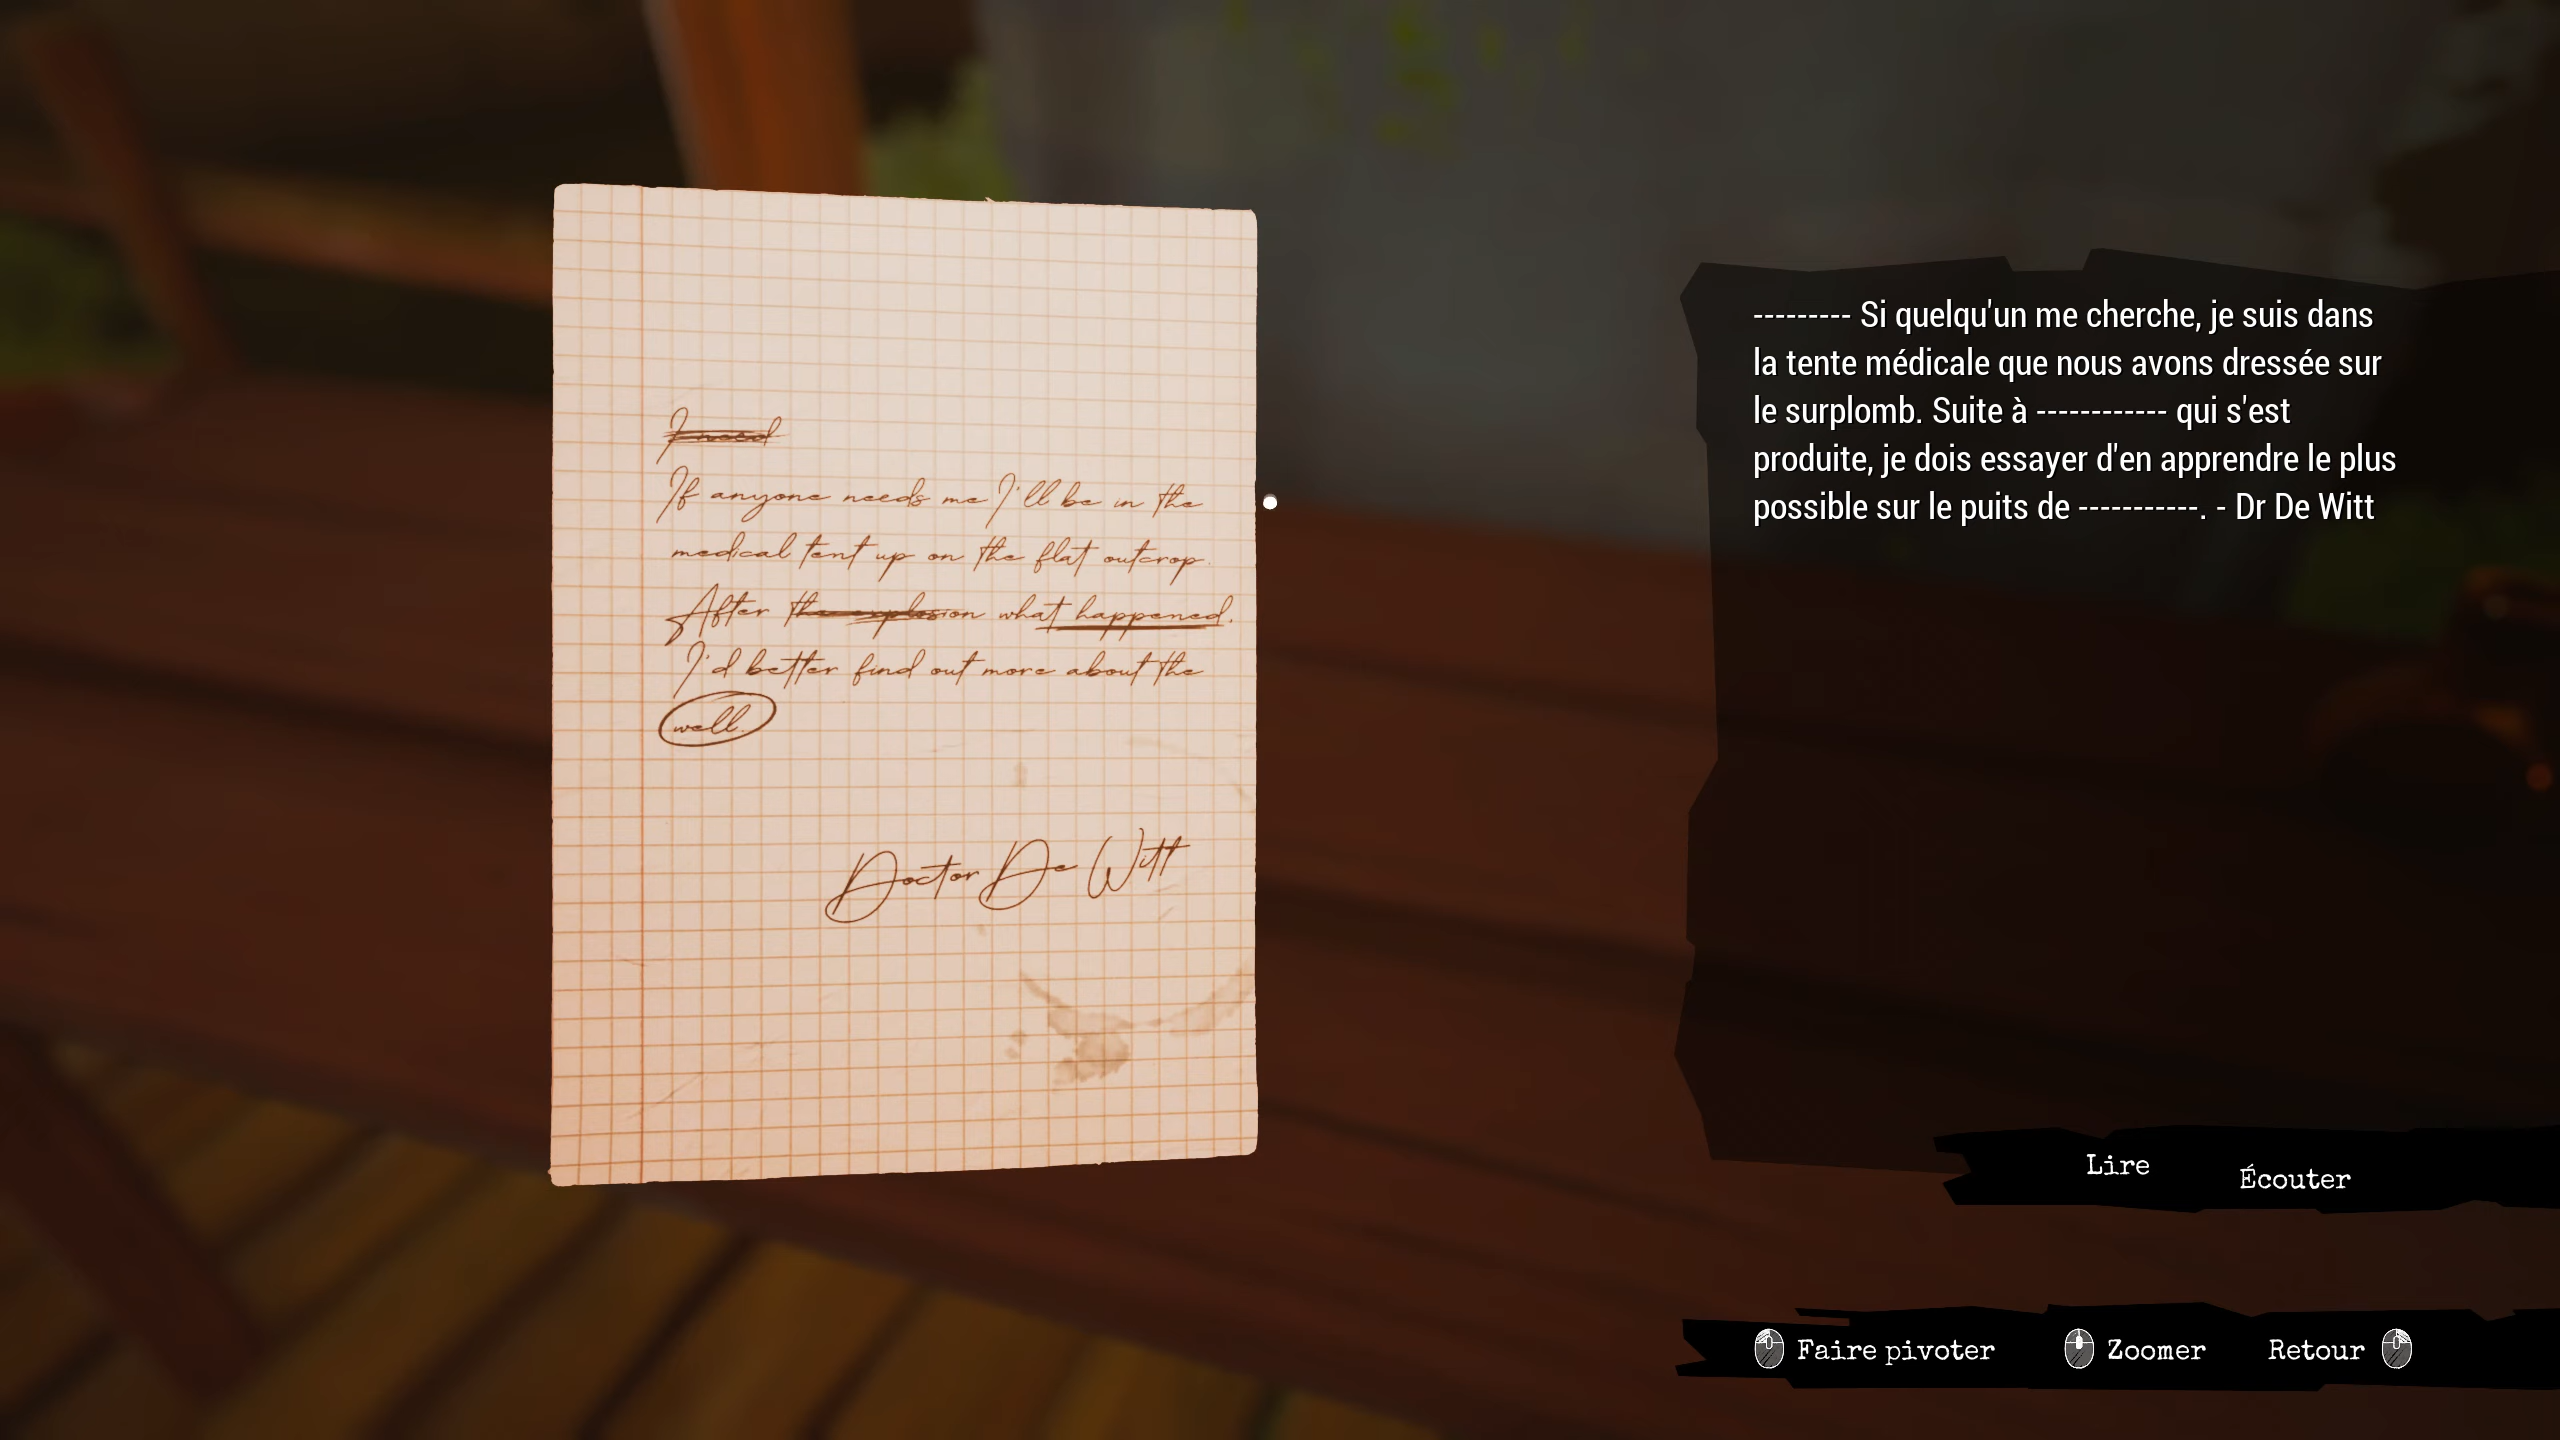 I need
If anyone needs me I'll be in the
medical tent up on the flat outcrop.
After the explosion what happened.
I'd better find out more about the
well.
Doctor De Witt
--------- Si quelqu'un me cherche, je suis dans
la tente médicale que nous avons dressée sur
le surplomb. Suite à ------------ qui s'est
produite, je dois essayer d'en apprendre le plus
possible sur le puits de -----------. - Dr De Witt
Lire
Écouter
Faire pivoter
Zoomer
Retour